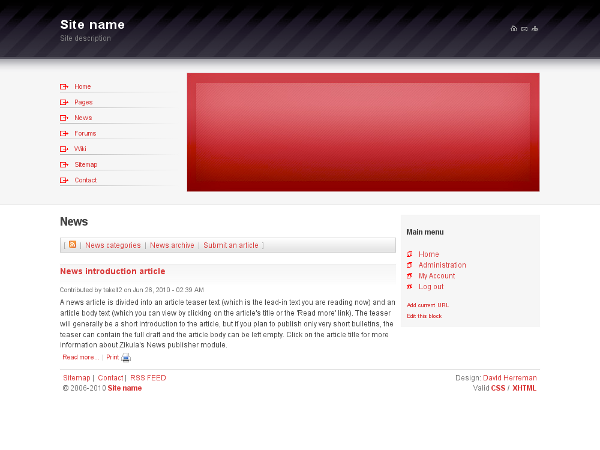 Site name
Site description
Home
Pages
News
Forums
Wiki
Sitemap
Contact
News
[ | News categories | News archive | Submit an article ]
News introduction article
Contributed by teke12 on Jun 28, 2010 - 02:39 AM
A news article is divided into an article teaser text (which is the lead-in text you are reading now) and an
article body text (which you can view by clicking on the article's title or the 'Read more' link). The teaser
will generally be a short introduction to the article, but if you plan to publish only very short bulletins, the
teaser can contain the full draft and the article body can be left empty. Click on the article title for more
information about Zikula's News publisher module.
Read more... | Print
Main menu
Home
Administration
My Account
Log out
Add current URL
Edit this block
Sitemap | Contact | RSS FEED
© 2006-2010 Site name
Design: David Herreman
Valid CSS / XHTML